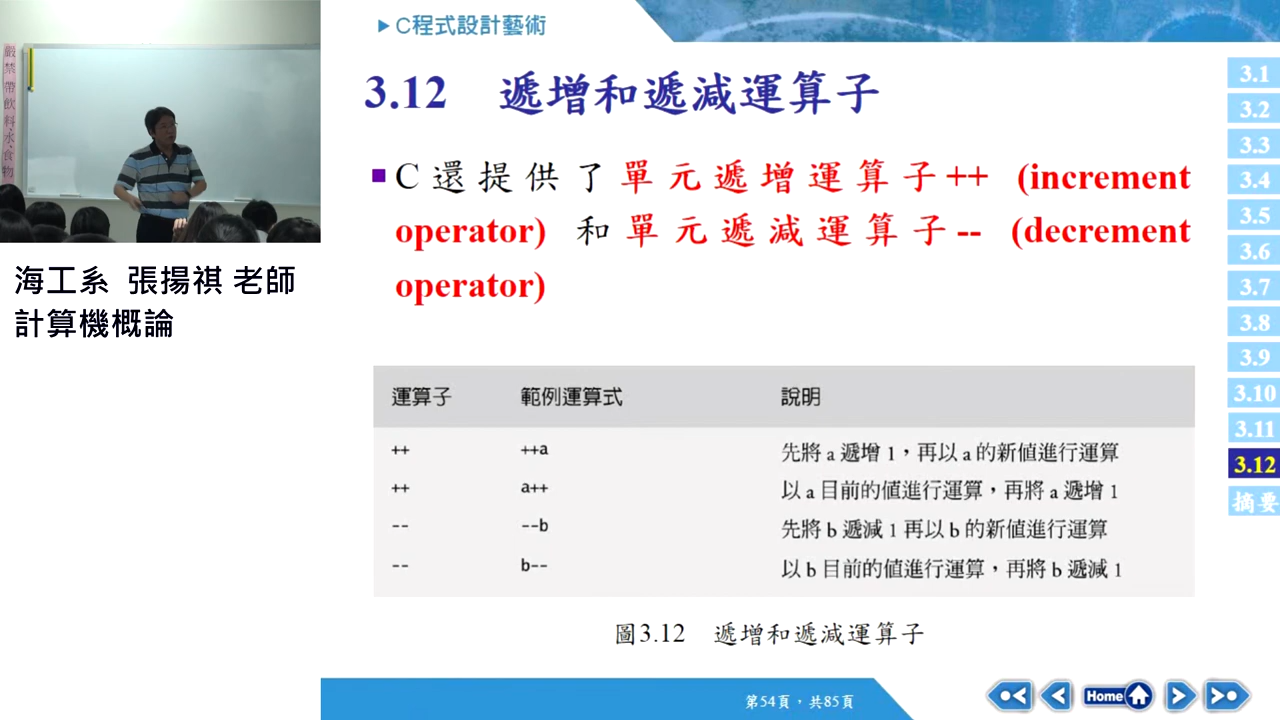 嚴禁帶飲料、水、食物
海工系 張揚祺 老師
計算機概論
C程式設計藝術
3.12 遞增和遞減運算子
C還提供了單元遞增運算子++ (increment
operator) 和單元遞減運算子-- (decrement
operator)
運算子 範例運算式 說明
++ ++a 先將 a 遞增 1，再以 a 的新值進行運算
++ a++ 以 a 目前的值進行運算，再將 a 遞增 1
-- --b 先將 b 遞減 1 再以 b 的新值進行運算
-- b-- 以 b 目前的值進行運算，再將 b 遞減 1
圖3.12 遞增和遞減運算子
3.1
3.2
3.3
3.4
3.5
3.6
3.7
3.8
3.9
3.10
3.11
3.12
摘要
第54頁，共85頁
Home